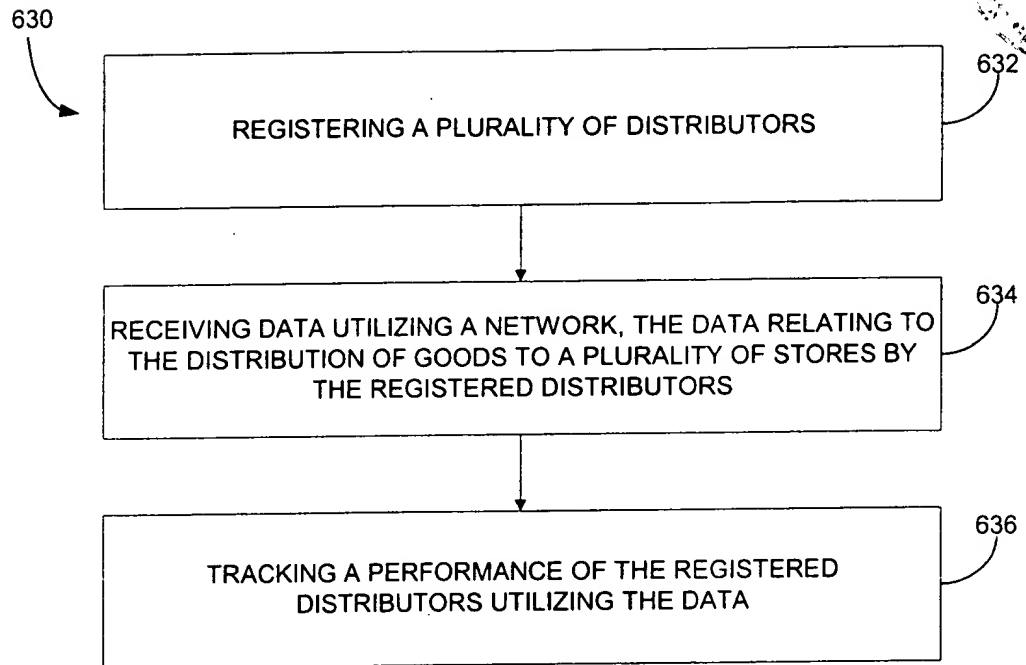 630
632
REGISTERING A PLURALITY OF DISTRIBUTORS
634
RECEIVING DATA UTILIZING A NETWORK, THE DATA RELATING TO
THE DISTRIBUTION OF GOODS TO A PLURALITY OF STORES BY
THE REGISTERED DISTRIBUTORS
636
TRACKING A PERFORMANCE OF THE REGISTERED
DISTRIBUTORS UTILIZING THE DATA